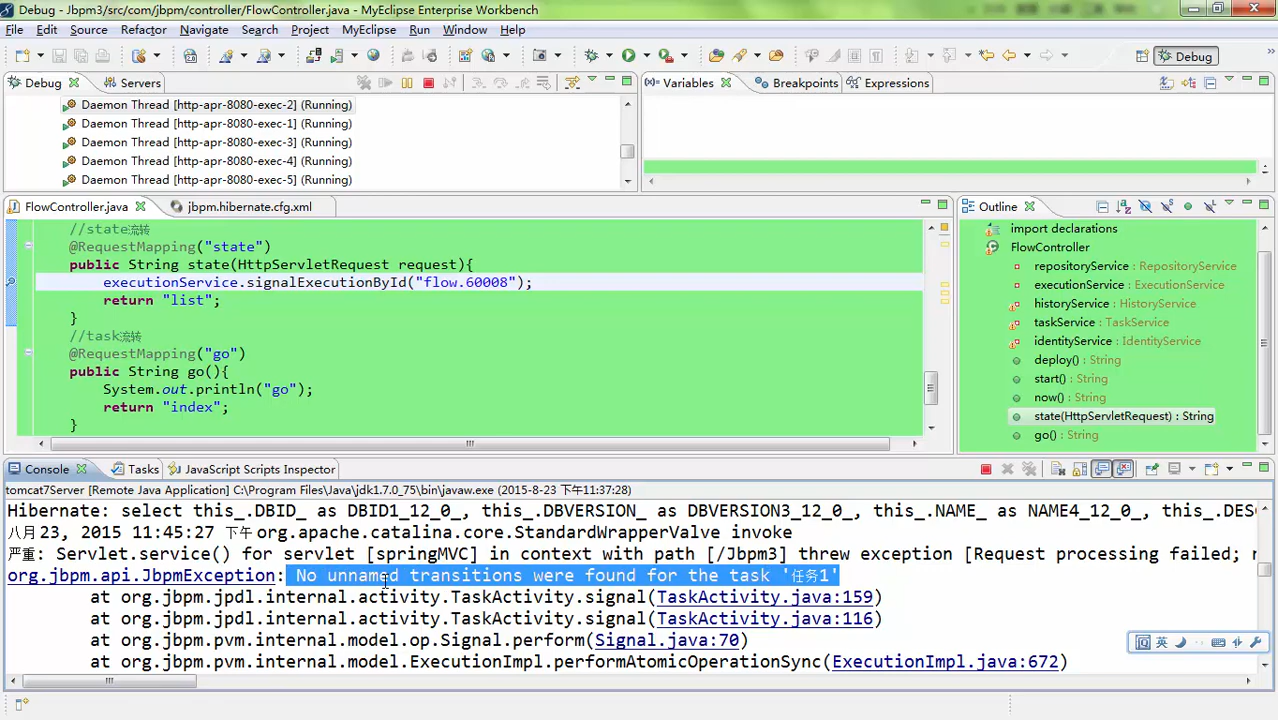 Debug - Jbpm3/src/com/jbpm/controller/FlowController.java - MyEclipse Enterprise Workbench
File Edit Source Refactor Navigate Search Project MyEclipse Run Window Help
Debug
Debug Servers
Variables Breakpoints Expressions
Daemon Thread [http-apr-8080-exec-2] (Running)
Daemon Thread [http-apr-8080-exec-1] (Running)
Daemon Thread [http-apr-8080-exec-3] (Running)
Daemon Thread [http-apr-8080-exec-4] (Running)
Daemon Thread [http-apr-8080-exec-5] (Running)
FlowController.java jbpm.hibernate.cfg.xml
//state流转
@RequestMapping("state")
public String state(HttpServletRequest request){
executionService.signalExecutionById("flow.60008");
return "list";
}
//task流转
@RequestMapping("go")
public String go(){
System.out.println("go");
return "index";
}
Outline
import declarations
FlowController
repositoryService : RepositoryService
executionService : ExecutionService
historyService : HistoryService
taskService : TaskService
identityService : IdentityService
deploy() : String
start() : String
now() : String
state(HttpServletRequest) : String
go() : String
Console Tasks JavaScript Scripts Inspector
tomcat7Server [Remote Java Application] C:\Program Files\Java\jdk1.7.0_75\bin\javaw.exe (2015-8-23 下午11:37:28)
Hibernate: select this_.DBID_ as DBID1_12_0_, this_.DBVERSION_ as DBVERSION3_12_0_, this_.NAME_ as NAME4_12_0_, this_.DES
八月 23, 2015 11:45:27 下午 org.apache.catalina.core.StandardWrapperValve invoke
严重: Servlet.service() for servlet [springMVC] in context with path [/Jbpm3] threw exception [Request processing failed; r
org.jbpm.api.JbpmException: No unnamed transitions were found for the task '任务1'
at org.jbpm.jpdl.internal.activity.TaskActivity.signal(TaskActivity.java:159)
at org.jbpm.jpdl.internal.activity.TaskActivity.signal(TaskActivity.java:116)
at org.jbpm.pvm.internal.model.op.Signal.perform(Signal.java:70)
at org.jbpm.pvm.internal.model.ExecutionImpl.performAtomicOperationSync(ExecutionImpl.java:672)
英